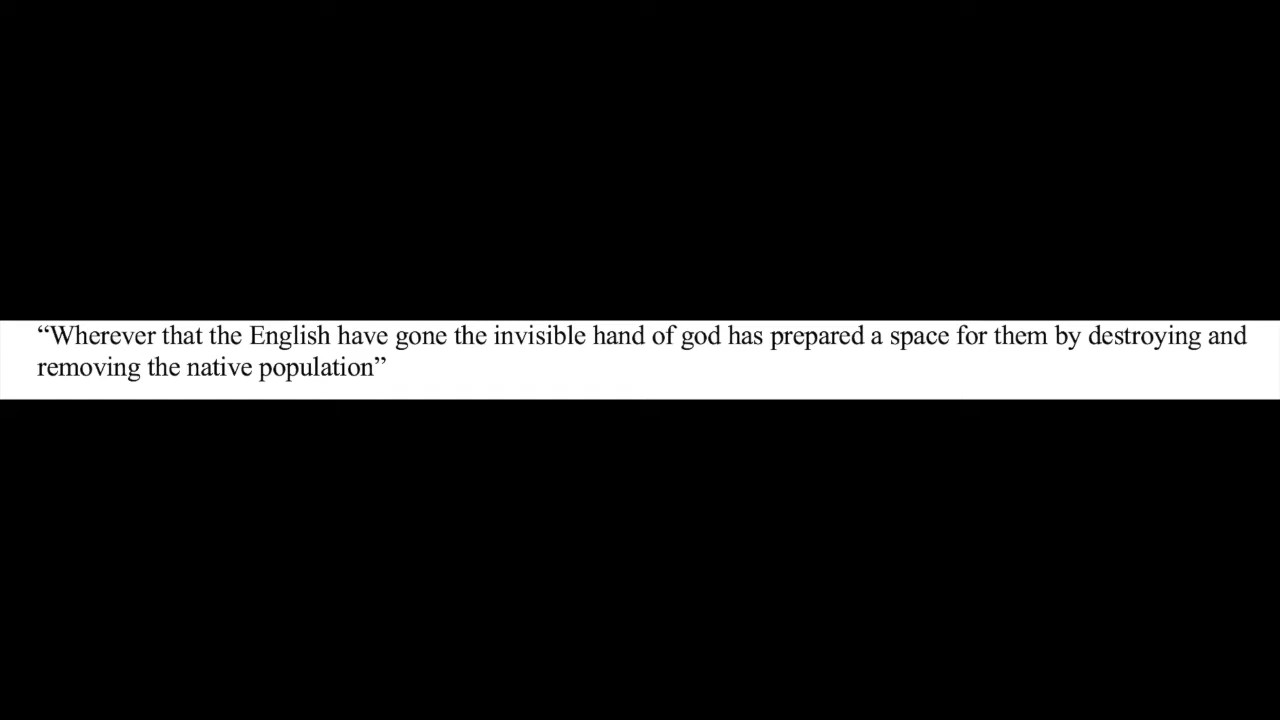 “Wherever that the English have gone the invisible hand of god has prepared a space for them by destroying and
removing the native population”